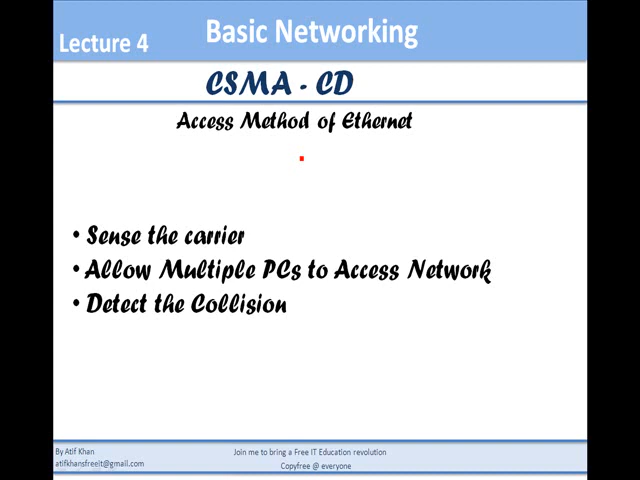 Lecture 4
Basic Networking
CSMA - CD
Access Method of Ethernet
• Sense the carrier
• Allow Multiple PCs to Access Network
• Detect the Collision
By Atif Khan
atifkhansfreeit@gmail.com
Join me to bring a Free IT Education revolution
Copyfree @ everyone